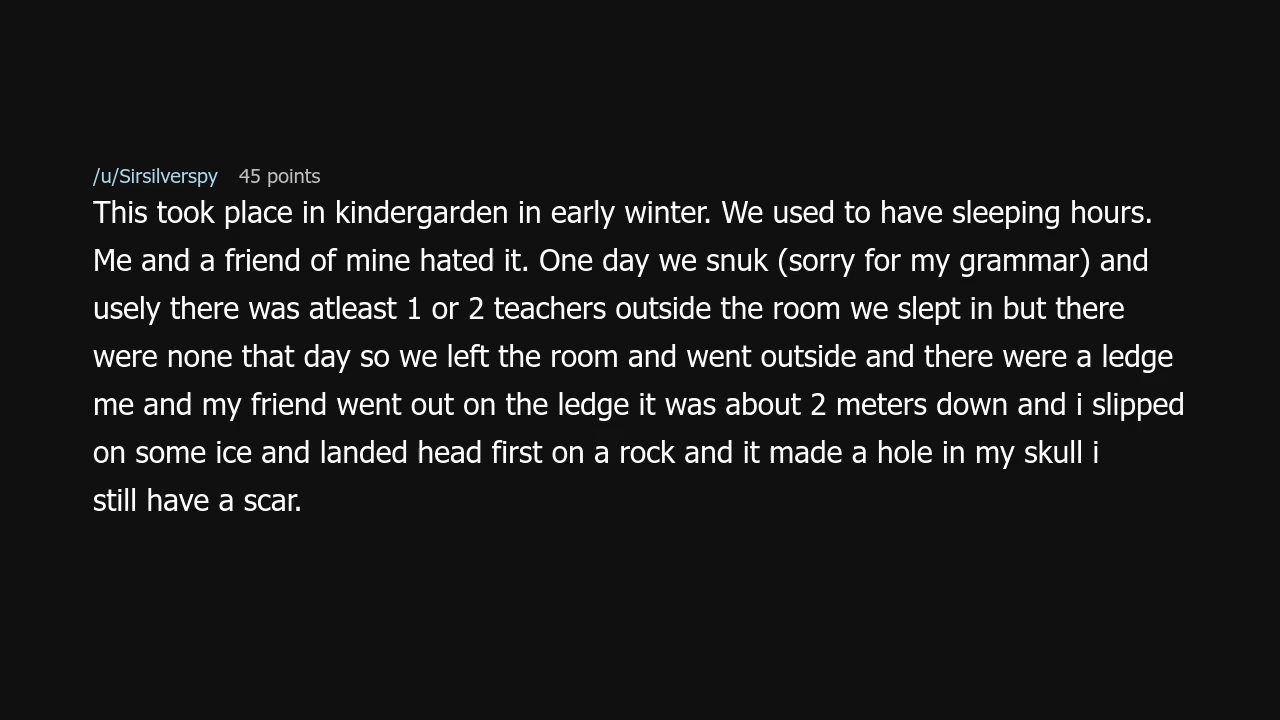 /u/Sirsilverspy 45 points
This took place in kindergarden in early winter. We used to have sleeping hours.
Me and a friend of mine hated it. One day we snuk (sorry for my grammar) and
usely there was atleast 1 or 2 teachers outside the room we slept in but there
were none that day so we left the room and went outside and there were a ledge
me and my friend went out on the ledge it was about 2 meters down and i slipped
on some ice and landed head first on a rock and it made a hole in my skull i
still have a scar.